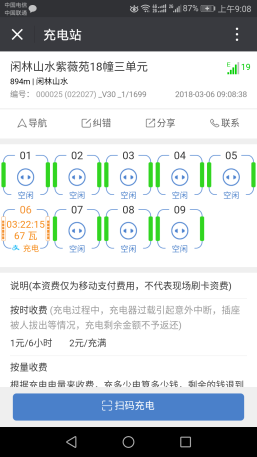 中国电信
中国联通
87% 上午9:08
充电站
闲林山水紫薇苑18幢三单元
E 19
894m | 闲林山水
编号： 000025 (022027) _V30 _1/1699 2018-03-06 09:08:38
导航 纠错 分享 联系
01 02 03 04 05
空闲 空闲 空闲 空闲 空闲
06 07 08 09
03:22:15
67 瓦
充电 空闲 空闲 空闲
说明(本资费仅为移动支付费用，不代表现场刷卡资费)
按时收费 (充电过程中，充电器过载引起意外中断，插座
被人拔出等情况，充电剩余金额不予返还)
1元/6小时 2元/充满
按量收费
根据充电电量来收费，充多少电算多少钱，剩余的钱退到
扫码充电